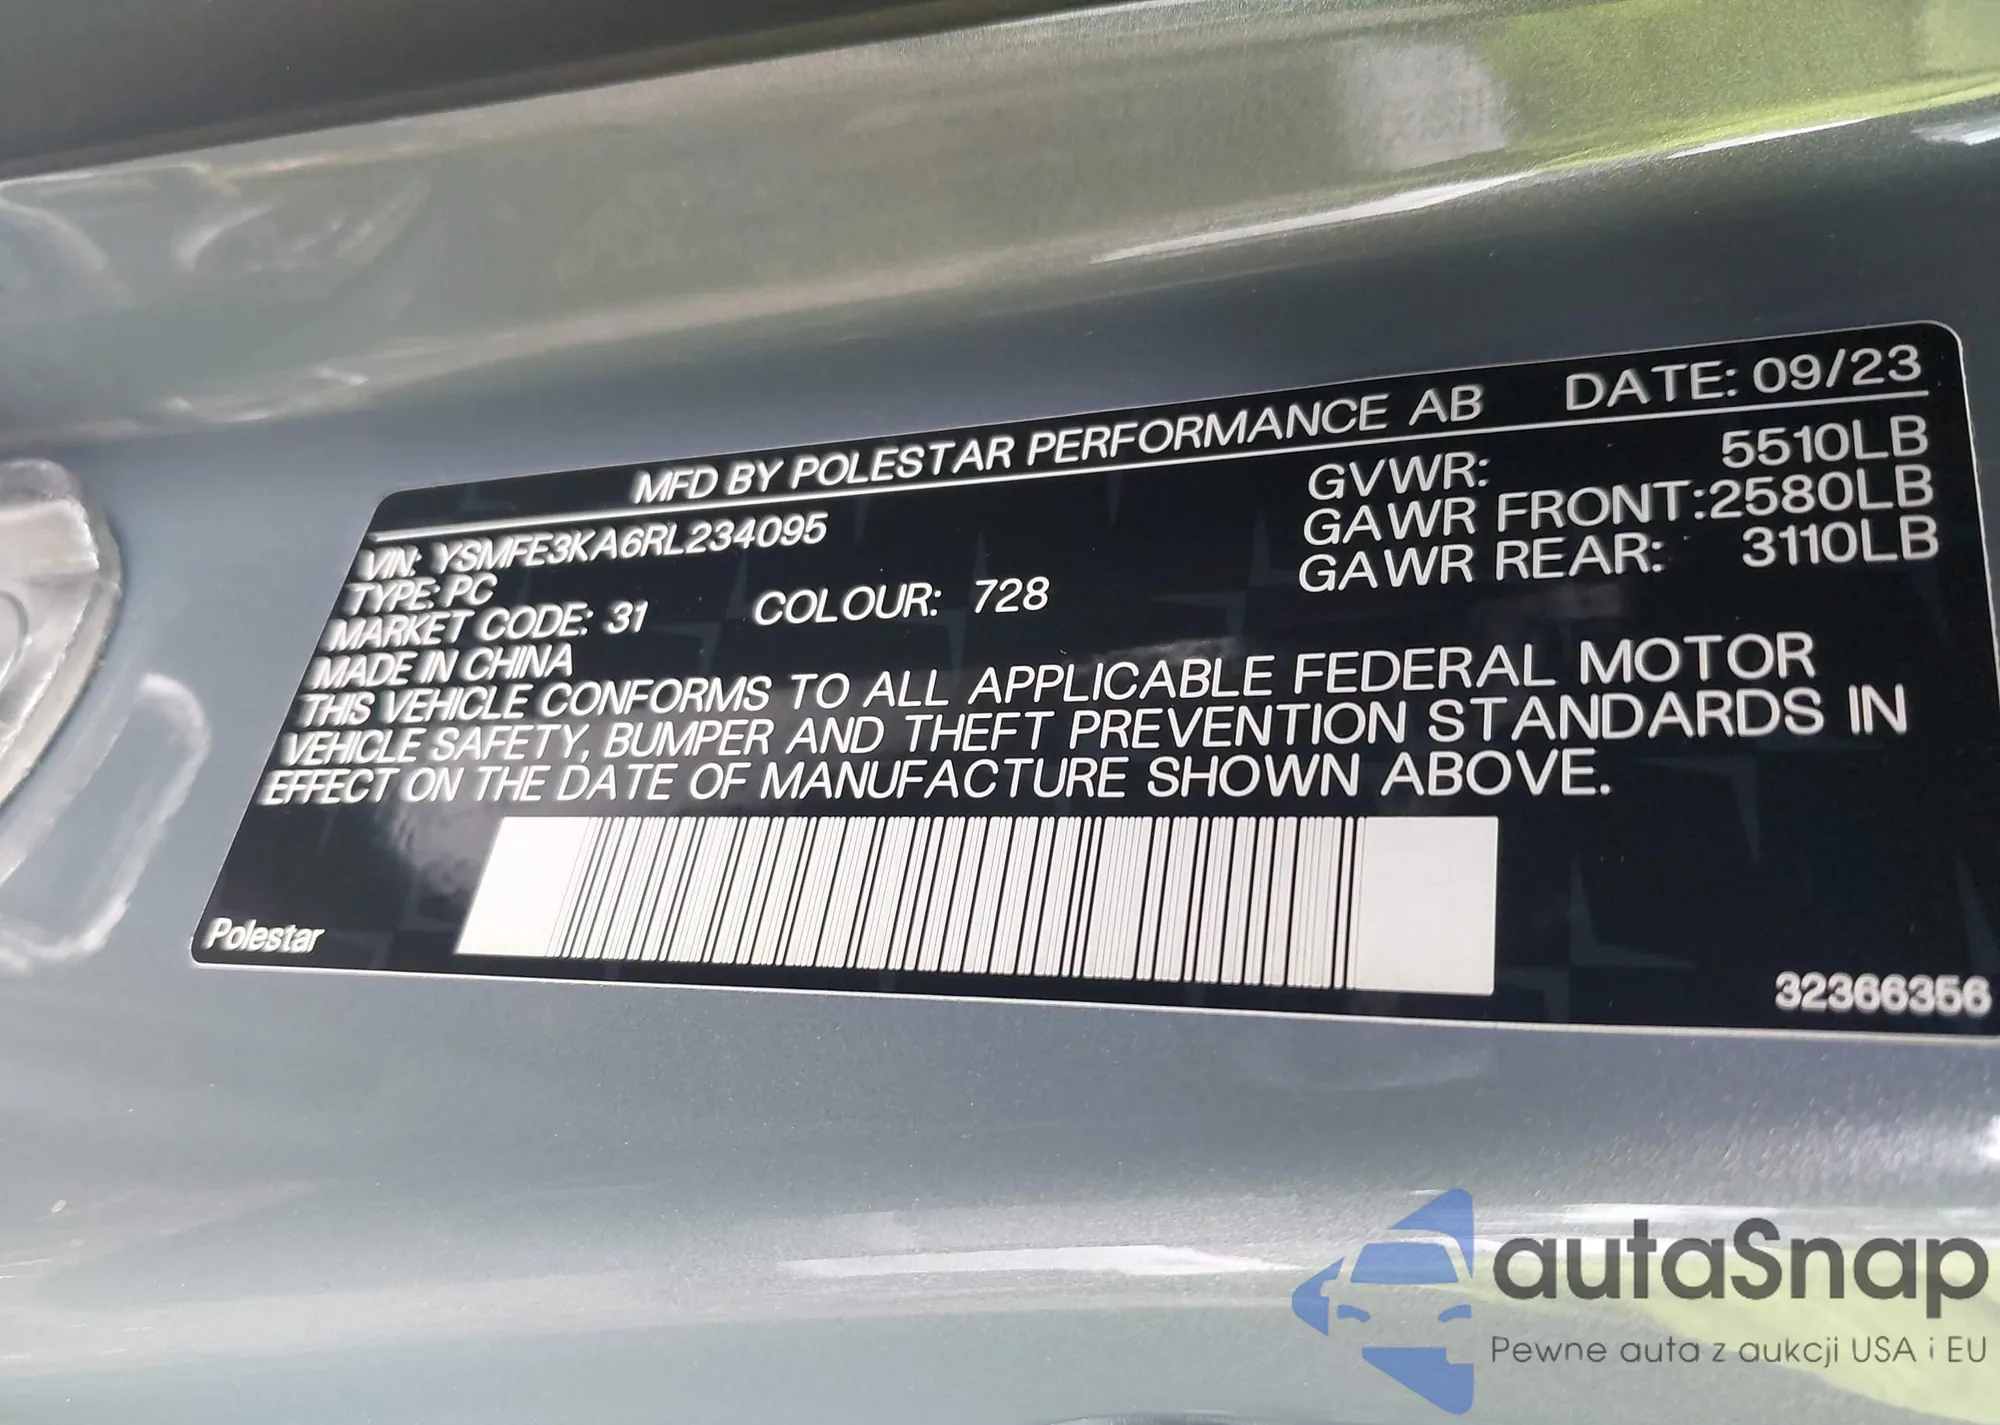 MFD BY POLESTAR PERFORMANCE AB DATE: 09/23
VIN: YSMFE3KA6RL234095 GVWR: 5510LB
TYPE: PC GAWR FRONT:2580LB
MARKET CODE: 31 COLOUR: 728 GAWR REAR: 3110LB
MADE IN CHINA
THIS VEHICLE CONFORMS TO ALL APPLICABLE FEDERAL MOTOR
VEHICLE SAFETY, BUMPER AND THEFT PREVENTION STANDARDS IN
EFFECT ON THE DATE OF MANUFACTURE SHOWN ABOVE.
Polestar
32366356
autaSnap
Pewne auta z aukcji USA i EU